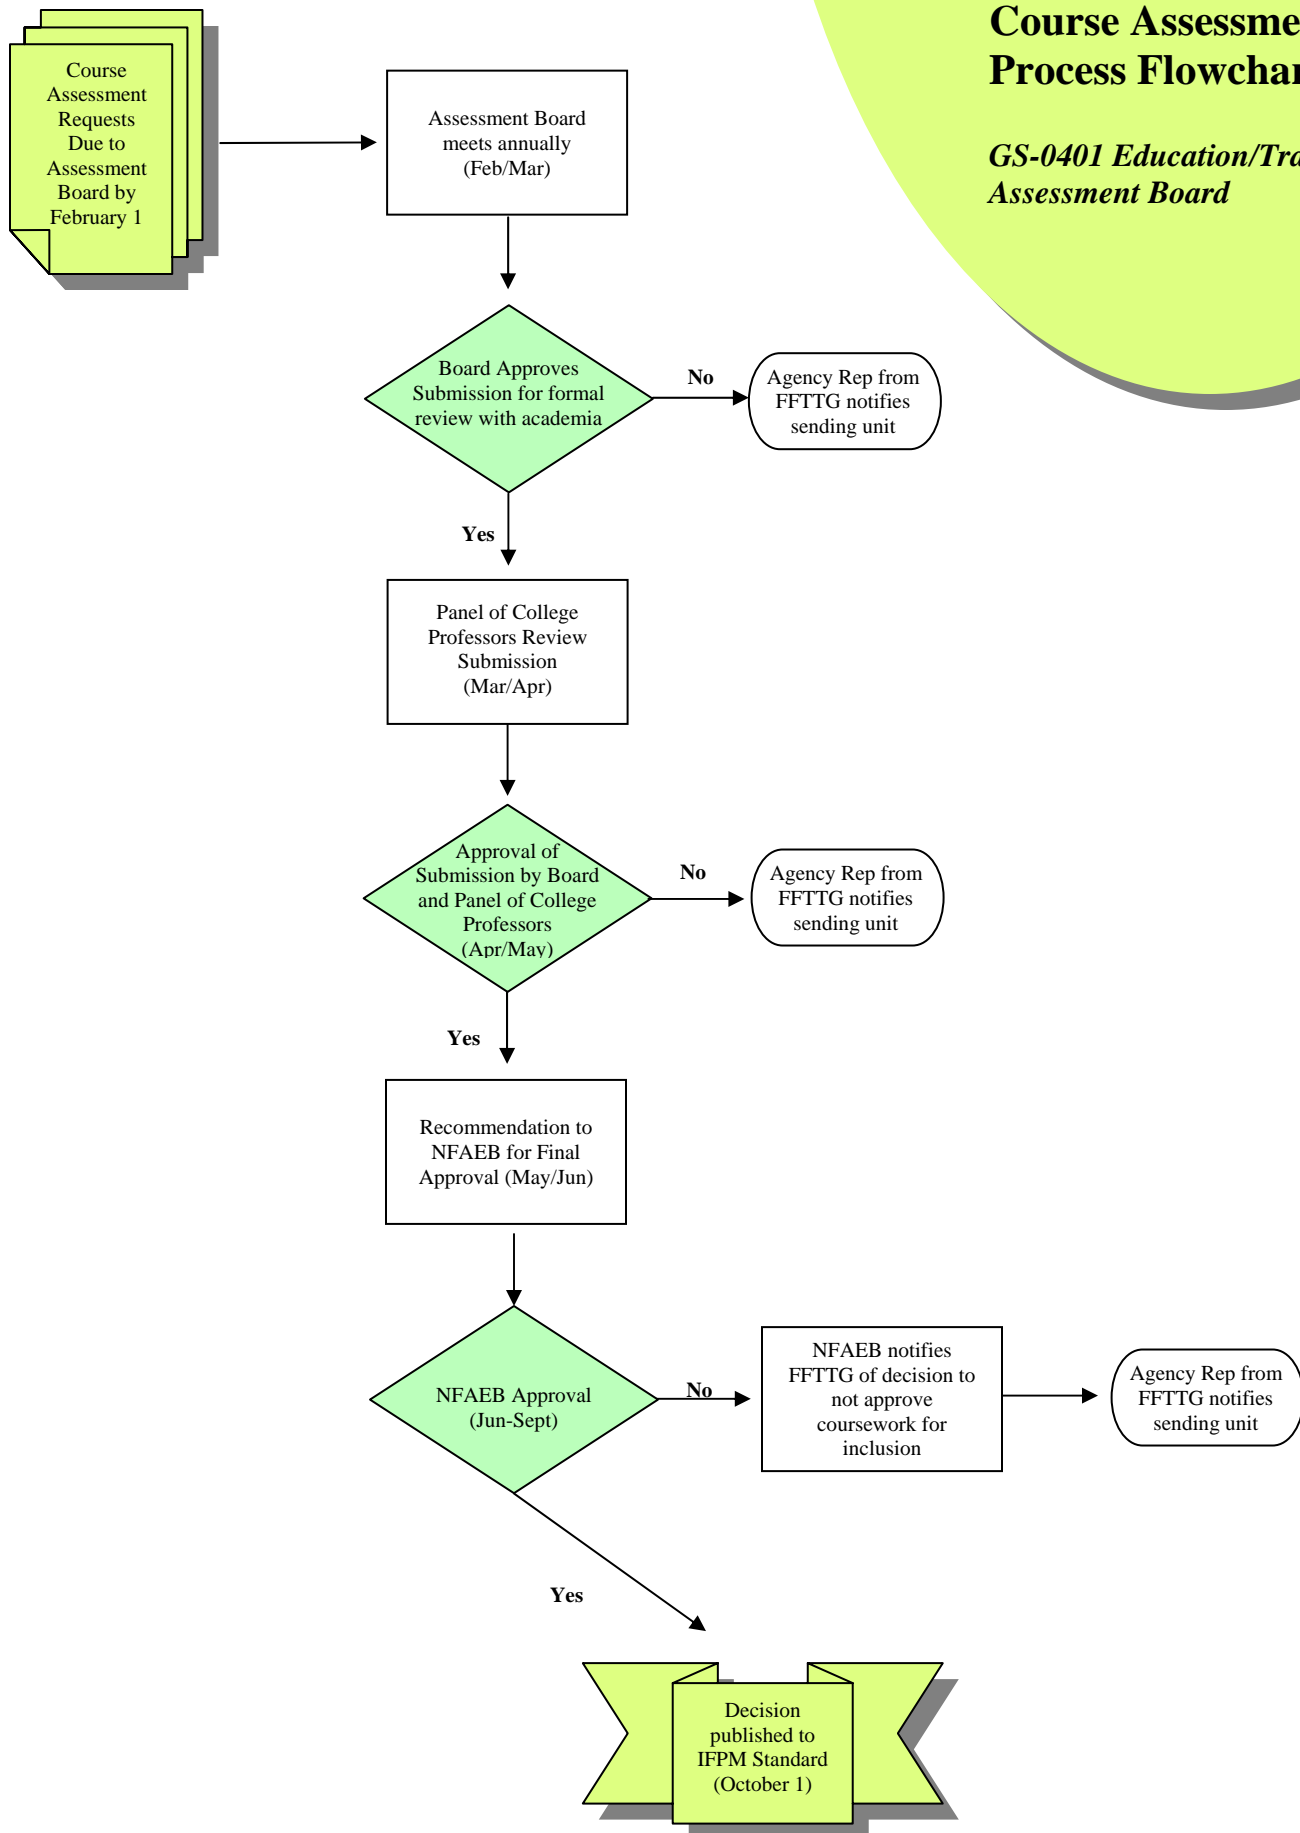 Course Assessme
Process Flowchar
GS-0401 Education/Tra
Assessment Board
Course
Assessment
Requests
Due to
Assessment
Board by
February 1
Assessment Board
meets annually
(Feb/Mar)
Board Approves
Submission for formal
review with academia
No
Agency Rep from
FFTTG notifies
sending unit
Yes
Panel of College
Professors Review
Submission
(Mar/Apr)
Approval of
Submission by Board
and Panel of College
Professors
(Apr/May)
No
Agency Rep from
FFTTG notifies
sending unit
Yes
Recommendation to
NFAEB for Final
Approval (May/Jun)
NFAEB Approval
(Jun-Sept)
No
NFAEB notifies
FFTTG of decision to
not approve
coursework for
inclusion
Agency Rep from
FFTTG notifies
sending unit
Yes
Decision
published to
IFPM Standard
(October 1)